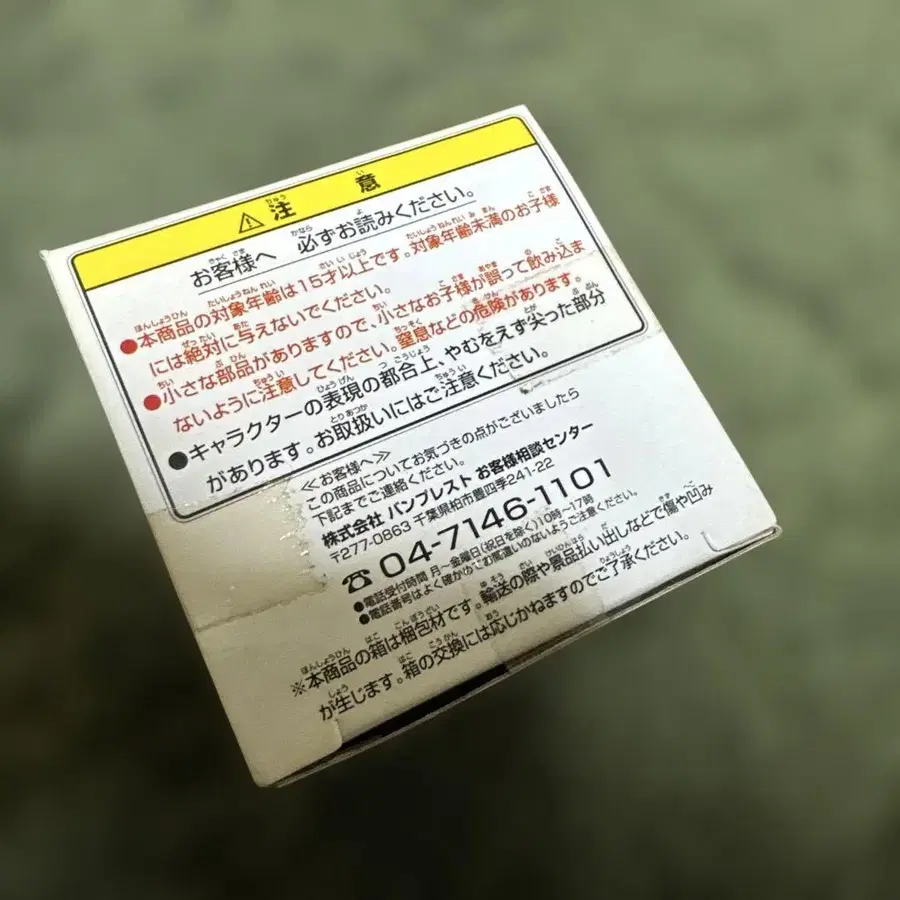 ⚠注意
お客様へ 必ずお読みください。
●本商品の対象年齢は15才以上です。対象年齢未満のお子様
には絶対に与えないでください。
●小さな部品がありますので、小さなお子様が誤って飲み込ま
ないように注意してください。窒息などの危険があります。
●キャラクターの表現の都合上、やむをえず尖った部分
があります。お取扱いにはご注意ください。
≪お客様へ≫
この商品についてお気づきの点がございましたら
下記までご連絡ください。
株式会社 バンプレスト お客様相談センター
〒277-0863 千葉県柏市豊四季241-22
☎04-7146-1101
●電話受付時間 月〜金曜日(祝日を除く)10時〜17時
●電話番号はよく確かめてお間違いのないようご注意ください。
※本商品の箱は梱包材です。輸送の際や景品払い出しなどで傷や凹み
が生じます。箱の交換には応じかねますのでご了承ください。